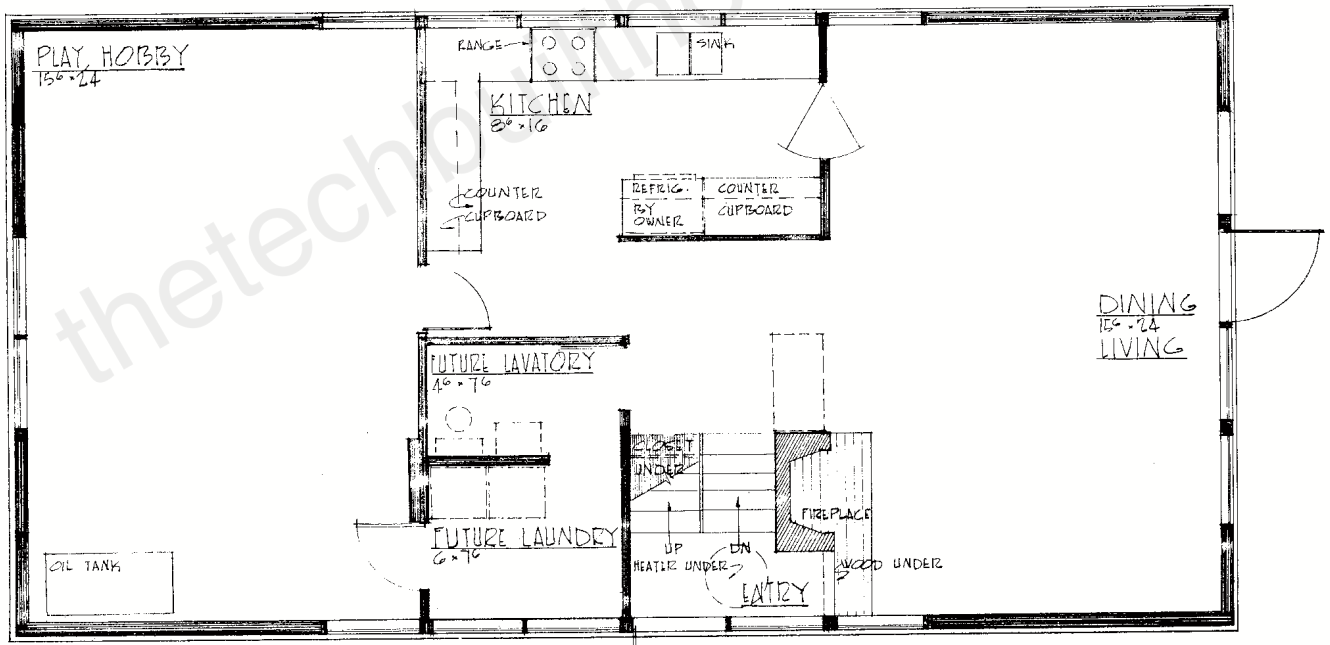 PLAY, HOBBY
15⁶ × 24
RANGE
SINK
KITCHEN
8⁶ × 16
COUNTER
CUPBOARD
REFRIG.
BY
OWNER
COUNTER
CUPBOARD
DINING
15⁶ × 24
LIVING
FUTURE LAVATORY
4⁶ × 7⁶
CLOSET
UNDER
FIREPLACE
FUTURE LAUNDRY
6 × 7⁶
UP
DN
HEATER UNDER
WOOD UNDER
ENTRY
OIL TANK